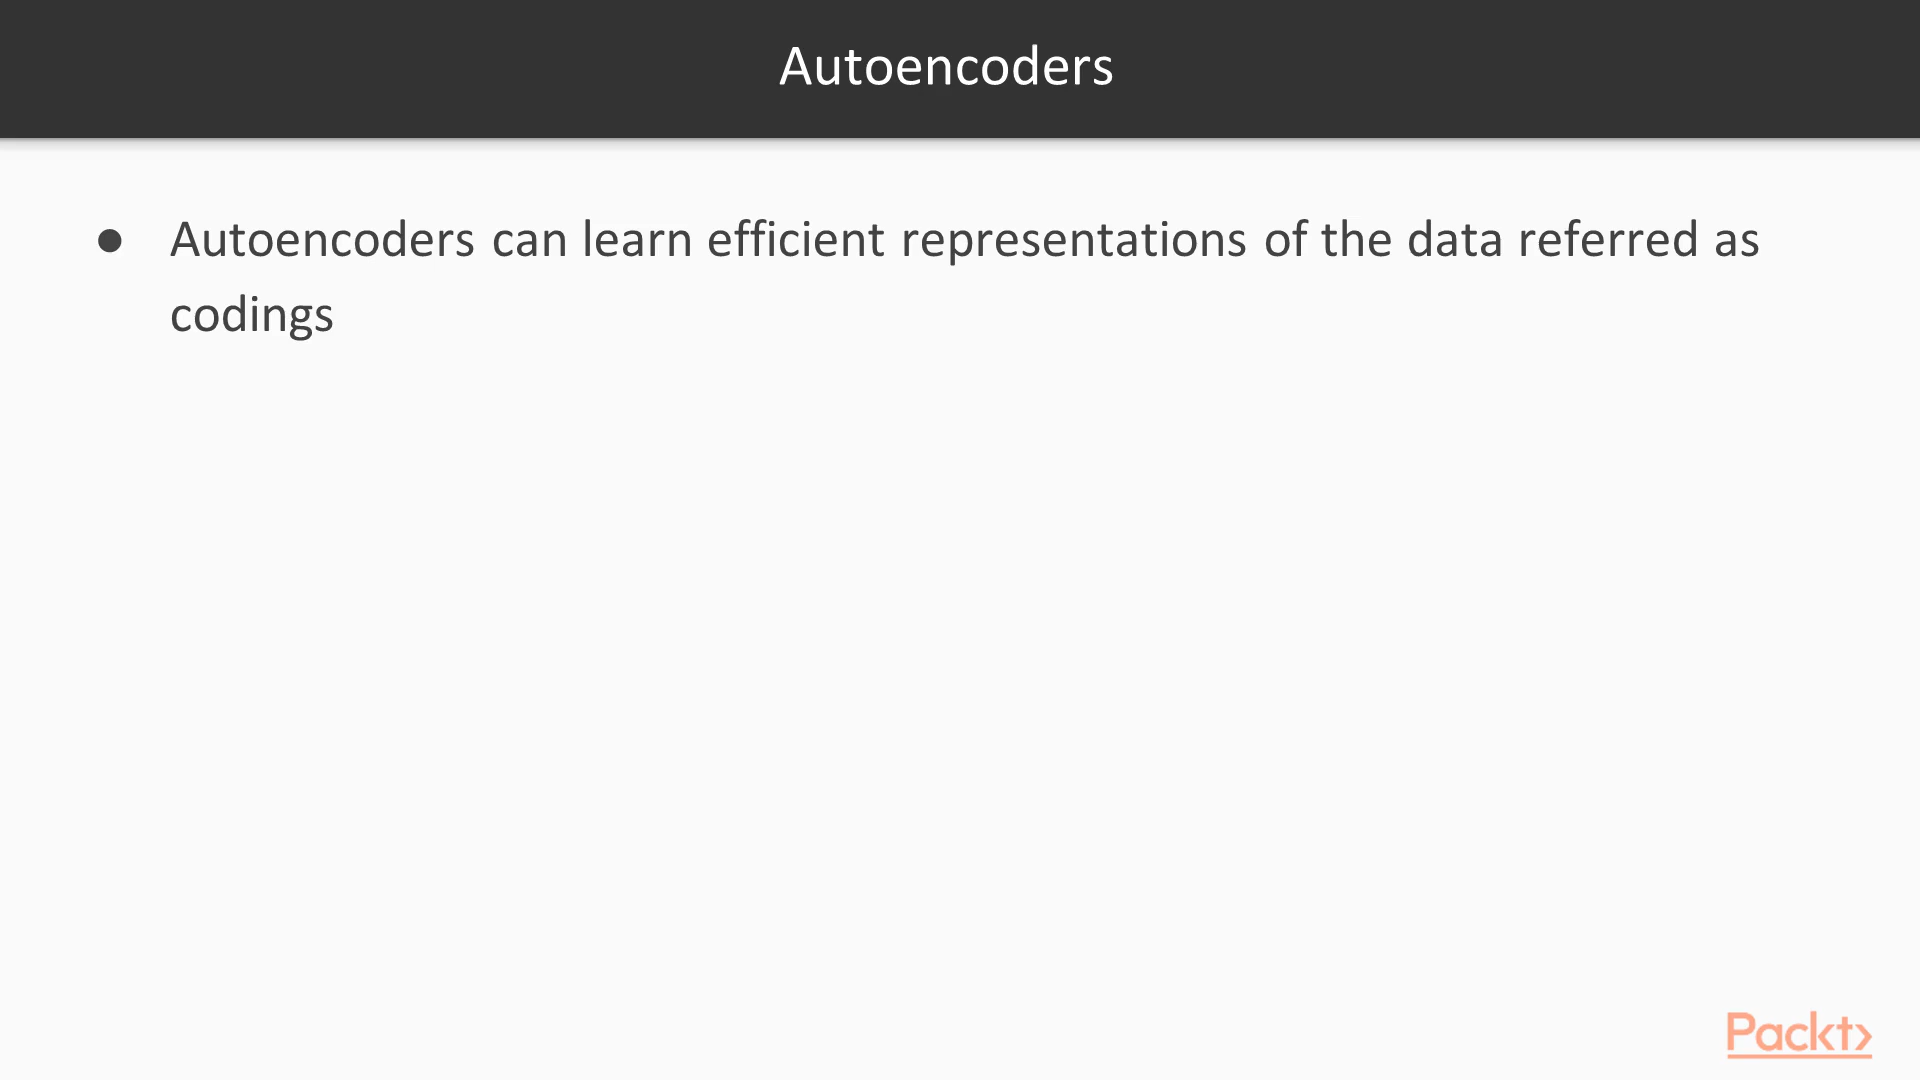 Autoencoders
● Autoencoders can learn efficient representations of the data referred as
codings
Packt>